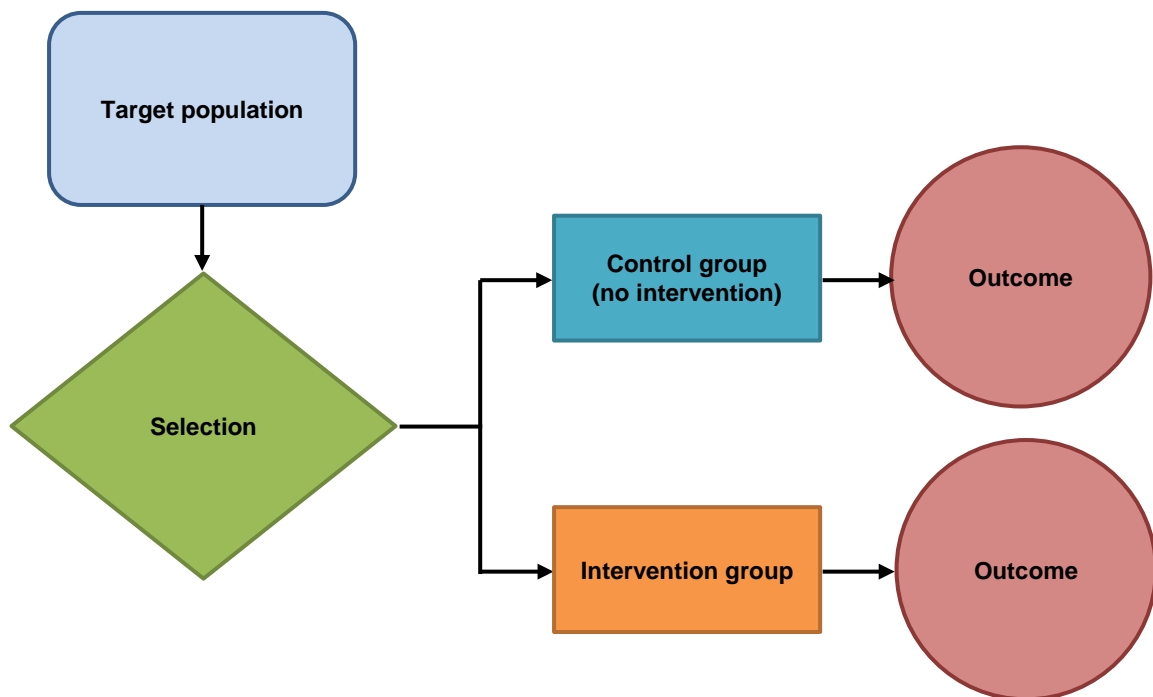 Target population
Control group
(no intervention)
Outcome
Selection
Intervention group
Outcome